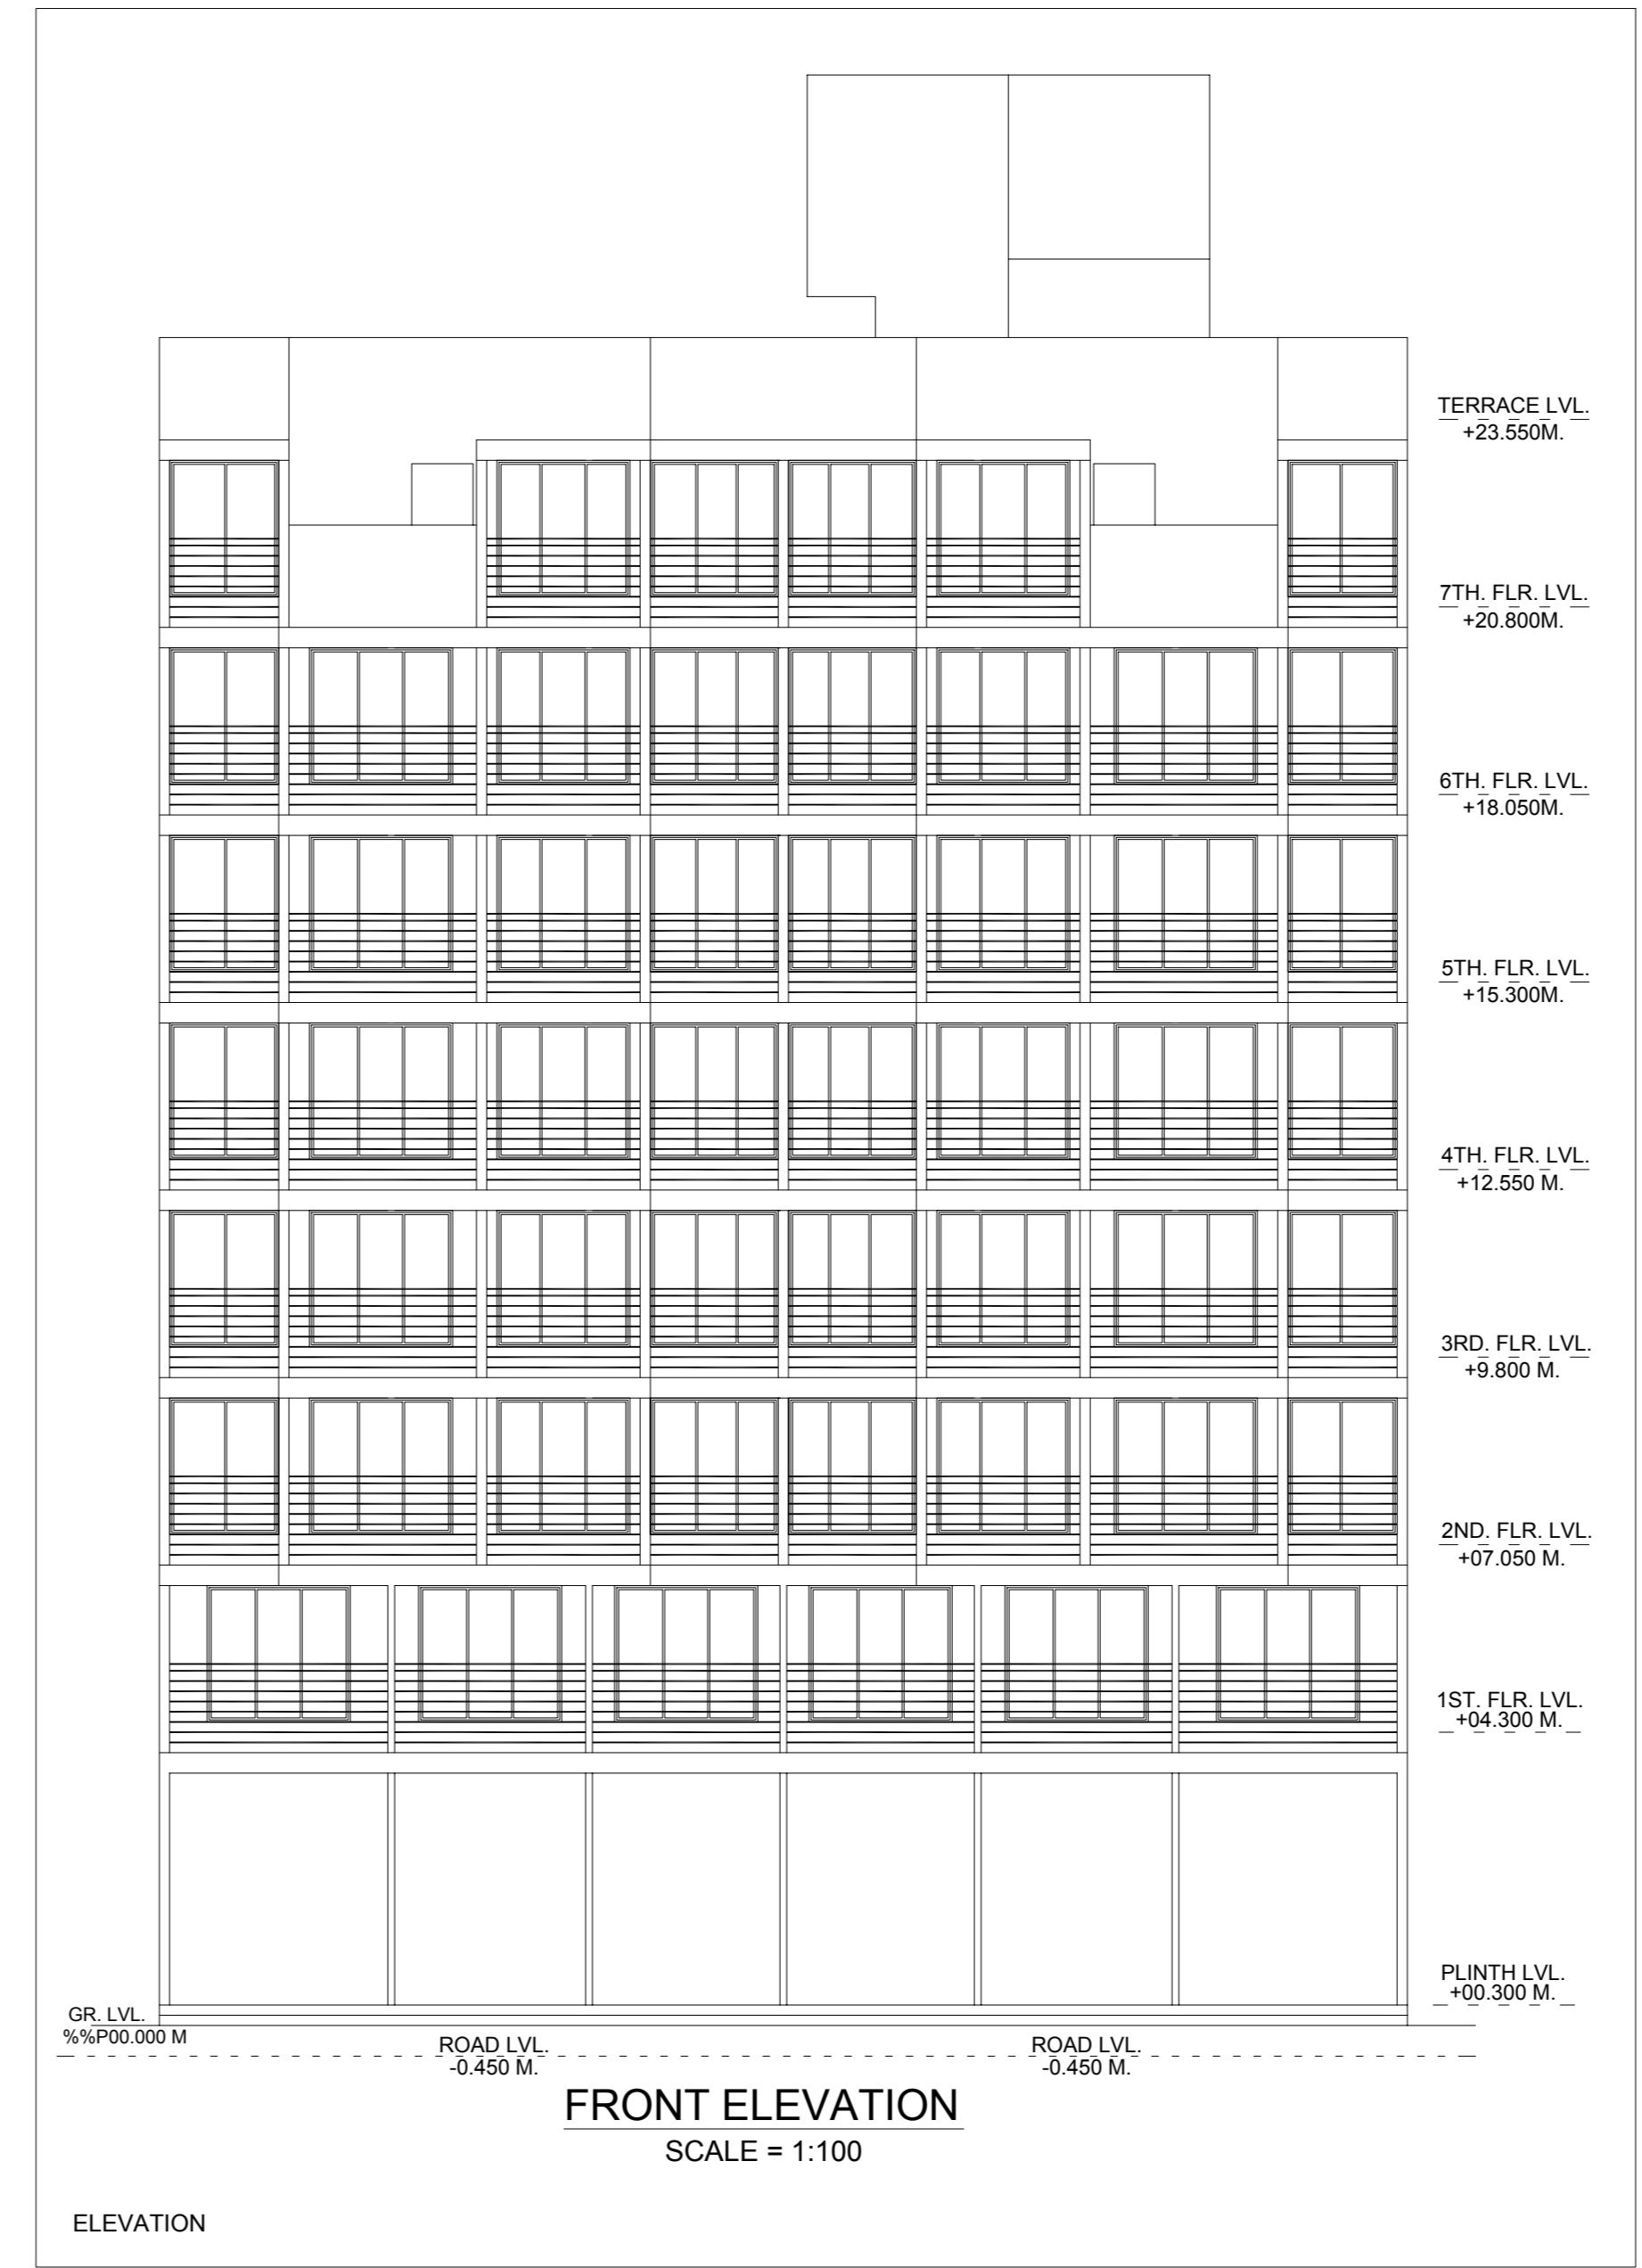 TERRACE LVL.
+23.550M.
7TH. FLR. LVL.
+20.800M.
6TH. FLR. LVL.
+18.050M.
5TH. FLR. LVL.
+15.300M.
4TH. FLR. LVL.
+12.550 M.
3RD. FLR. LVL.
+9.800 M.
2ND. FLR. LVL.
+07.050 M.
1ST. FLR. LVL.
+04.300 M.
PLINTH LVL.
+00.300 M.
GR. LVL.
%%P00.000 M
ROAD LVL.
-0.450 M.
ROAD LVL.
-0.450 M.
FRONT ELEVATION
SCALE = 1:100
ELEVATION